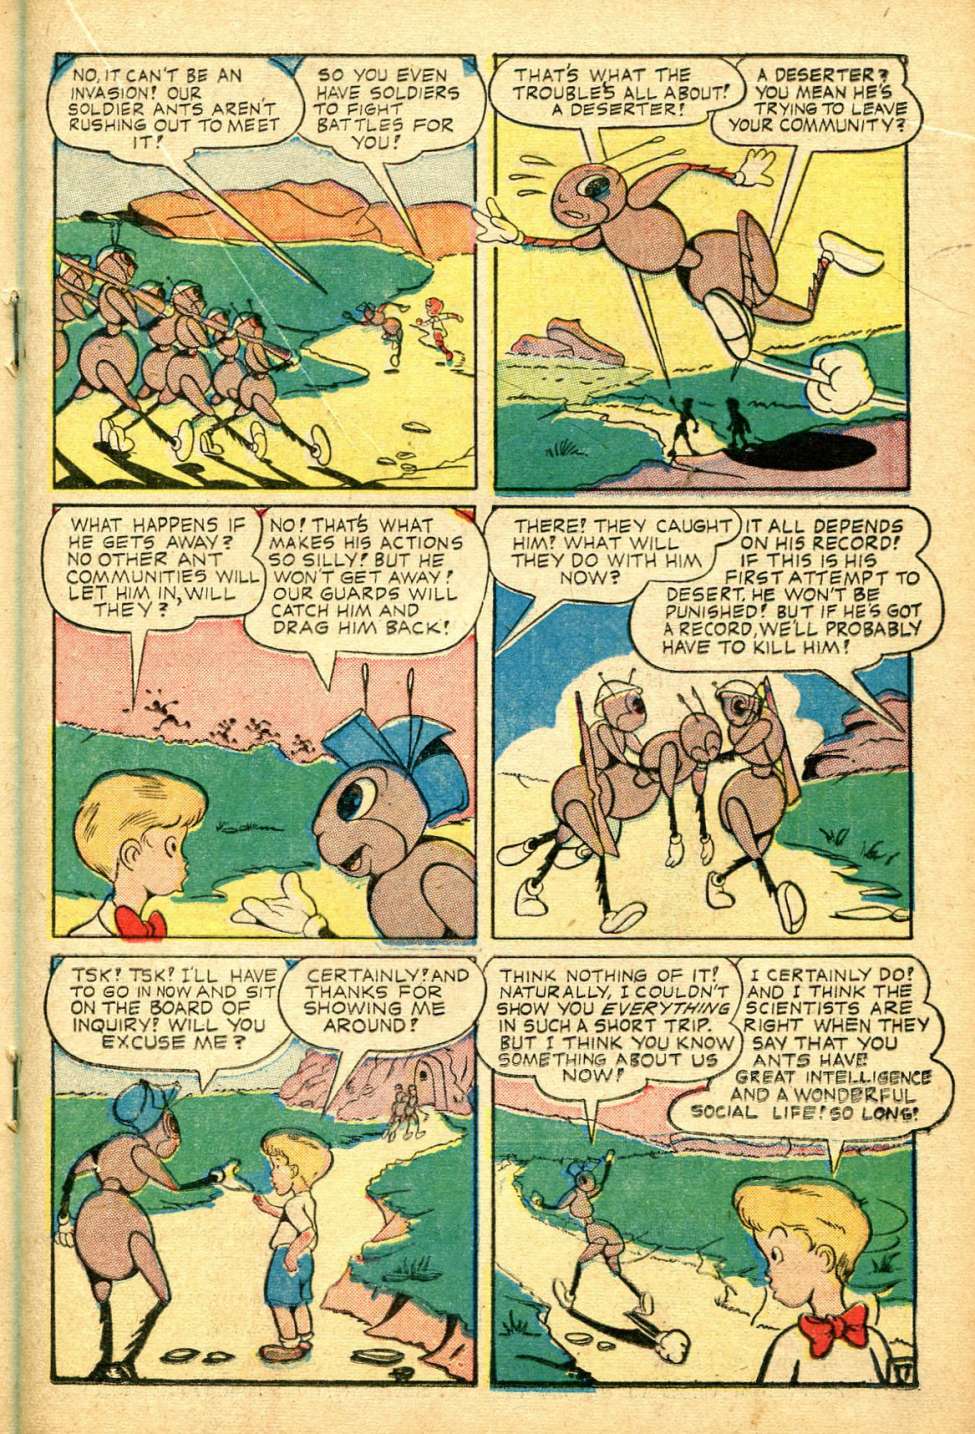 NO, IT CAN'T BE AN
INVASION! OUR
SOLDIER ANTS AREN'T
RUSHING OUT TO MEET
IT!
SO YOU EVEN
HAVE SOLDIERS
TO FIGHT
BATTLES FOR
YOU!
THAT'S WHAT THE
TROUBLE'S ALL ABOUT!
A DESERTER!
A DESERTER?
YOU MEAN HE'S
TRYING TO LEAVE
YOUR COMMUNITY?
WHAT HAPPENS IF
HE GETS AWAY?
NO OTHER ANT
COMMUNITIES WILL
LET HIM IN, WILL
THEY?
NO! THAT'S WHAT
MAKES HIS ACTIONS
SO SILLY! BUT HE
WON'T GET AWAY!
OUR GUARDS WILL
CATCH HIM AND
DRAG HIM BACK!
THERE! THEY CAUGHT
HIM! WHAT WILL
THEY DO WITH HIM
NOW?
IT ALL DEPENDS
ON HIS RECORD!
IF THIS IS HIS
FIRST ATTEMPT TO
DESERT, HE WON'T BE
PUNISHED! BUT IF HE'S GOT
A RECORD, WE'LL PROBABLY
HAVE TO KILL HIM!
TSK! TSK! I'LL HAVE
TO GO IN NOW AND SIT
ON THE BOARD OF
INQUIRY! WILL YOU
EXCUSE ME?
CERTAINLY! AND
THANKS FOR
SHOWING ME
AROUND!
THINK NOTHING OF IT!
NATURALLY, I COULDN'T
SHOW YOU EVERYTHING
IN SUCH A SHORT TRIP.
BUT I THINK YOU KNOW
SOMETHING ABOUT US
NOW!
I CERTAINLY DO!
AND I THINK THE
SCIENTISTS ARE
RIGHT WHEN THEY
SAY THAT YOU
ANTS HAVE
GREAT INTELLIGENCE
AND A WONDERFUL
SOCIAL LIFE! SO LONG!
17